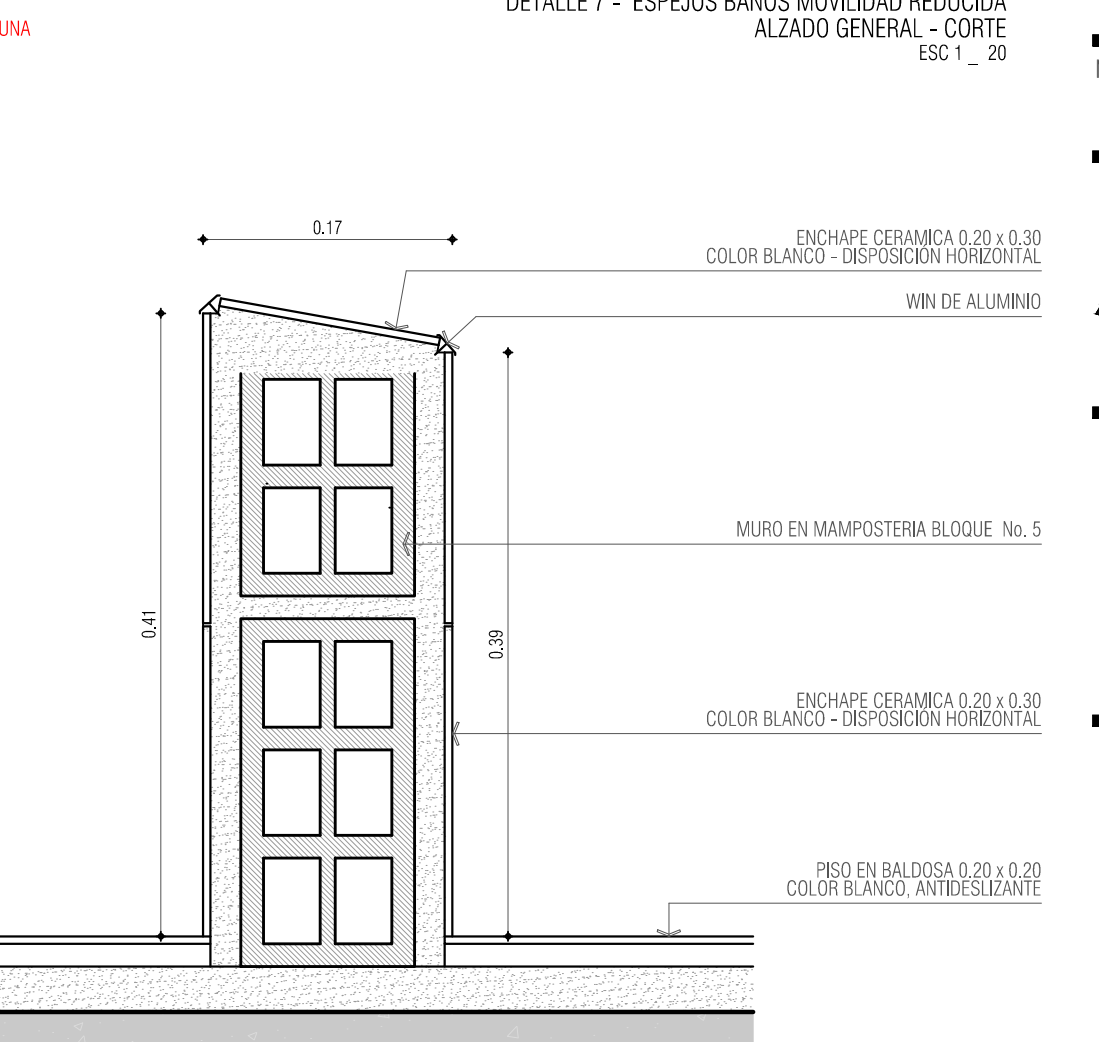 DETALLE 7 - ESPEJOS BAÑOS MOVILIDAD REDUCIDA
UNA
ALZADO GENERAL - CORTE
ESC 1 _ 20
0.17
ENCHAPE CERAMICA 0.20 x 0.30
COLOR BLANCO - DISPOSICIÓN HORIZONTAL
WIN DE ALUMINIO
MURO EN MAMPOSTERIA BLOQUE No. 5
0.41
0.39
ENCHAPE CERAMICA 0.20 x 0.30
COLOR BLANCO - DISPOSICIÓN HORIZONTAL
PISO EN BALDOSA 0.20 x 0.20
COLOR BLANCO, ANTIDESLIZANTE